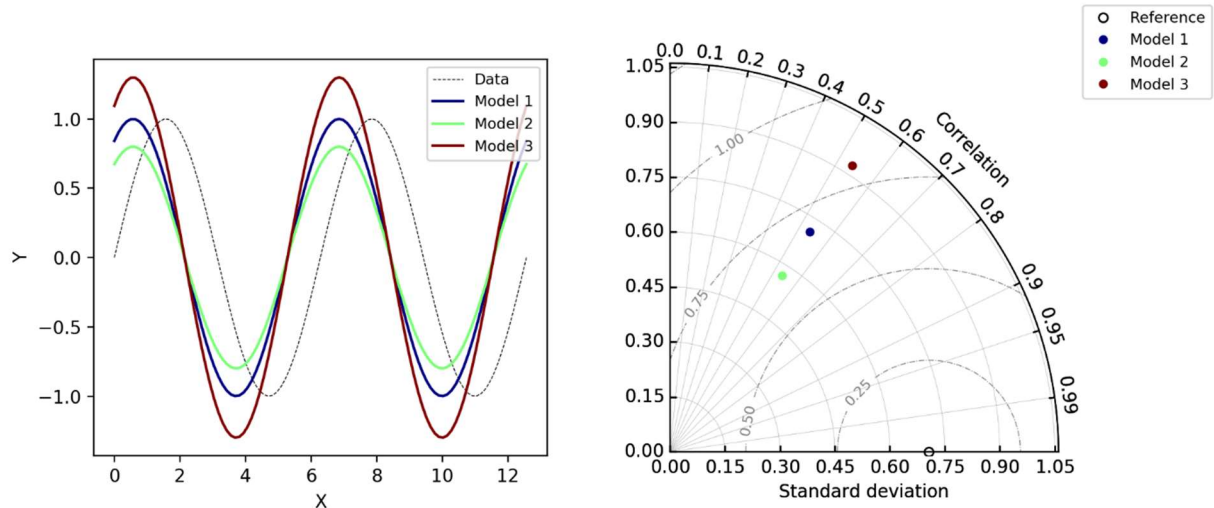 Data
Model 1
Model 2
Model 3
1.0
0.5
0.0
−0.5
−1.0
Y
0 2 4 6 8 10 12
X
Reference
Model 1
Model 2
Model 3
0.0 0.1 0.2 0.3 0.4 0.5 0.6 0.7 0.8 0.9 0.95 0.99
Correlation
1.05
0.90
0.75
0.60
0.45
0.30
0.15
0.00
1.00
0.75
0.50
0.25
0.00 0.15 0.30 0.45 0.60 0.75 0.90 1.05
Standard deviation